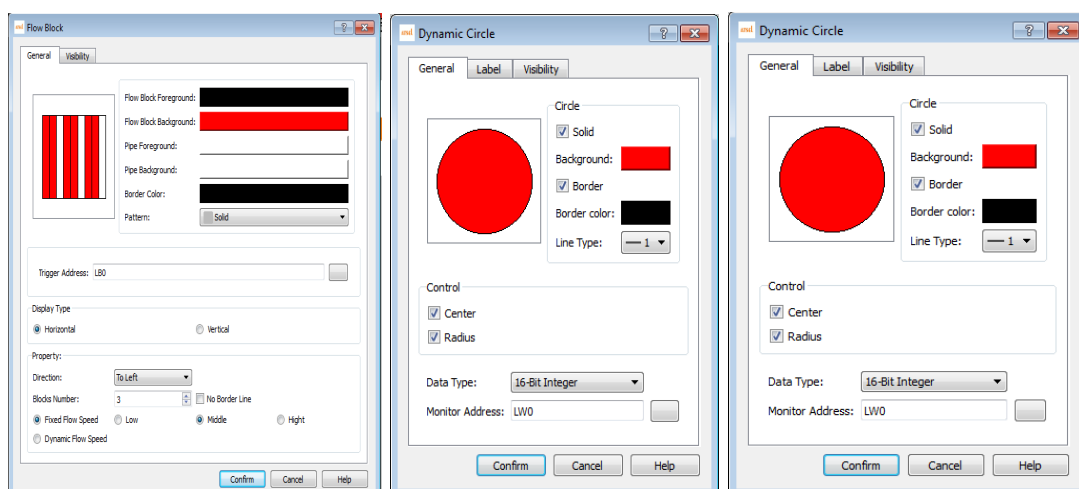 Flow Block
General Visibility
Flow Block Foreground:
Flow Block Background:
Pipe Foreground:
Pipe Background:
Border Color:
Pattern: Solid
Trigger Address: LB0
Display Type
Horizontal Vertical
Property:
Direction: To Left
Blocks Number: 3 No Border Line
Fixed Flow Speed Low Middle Hight
Dynamic Flow Speed
Confirm Cancel Help
Dynamic Circle
General Label Visibility
Circle
Solid
Background:
Border
Border color:
Line Type: 1
Control
Center
Radius
Data Type: 16-Bit Integer
Monitor Address: LW0
Confirm Cancel Help
Dynamic Circle
General Label Visibility
Circle
Solid
Background:
Border
Border color:
Line Type: 1
Control
Center
Radius
Data Type: 16-Bit Integer
Monitor Address: LW0
Confirm Cancel Help